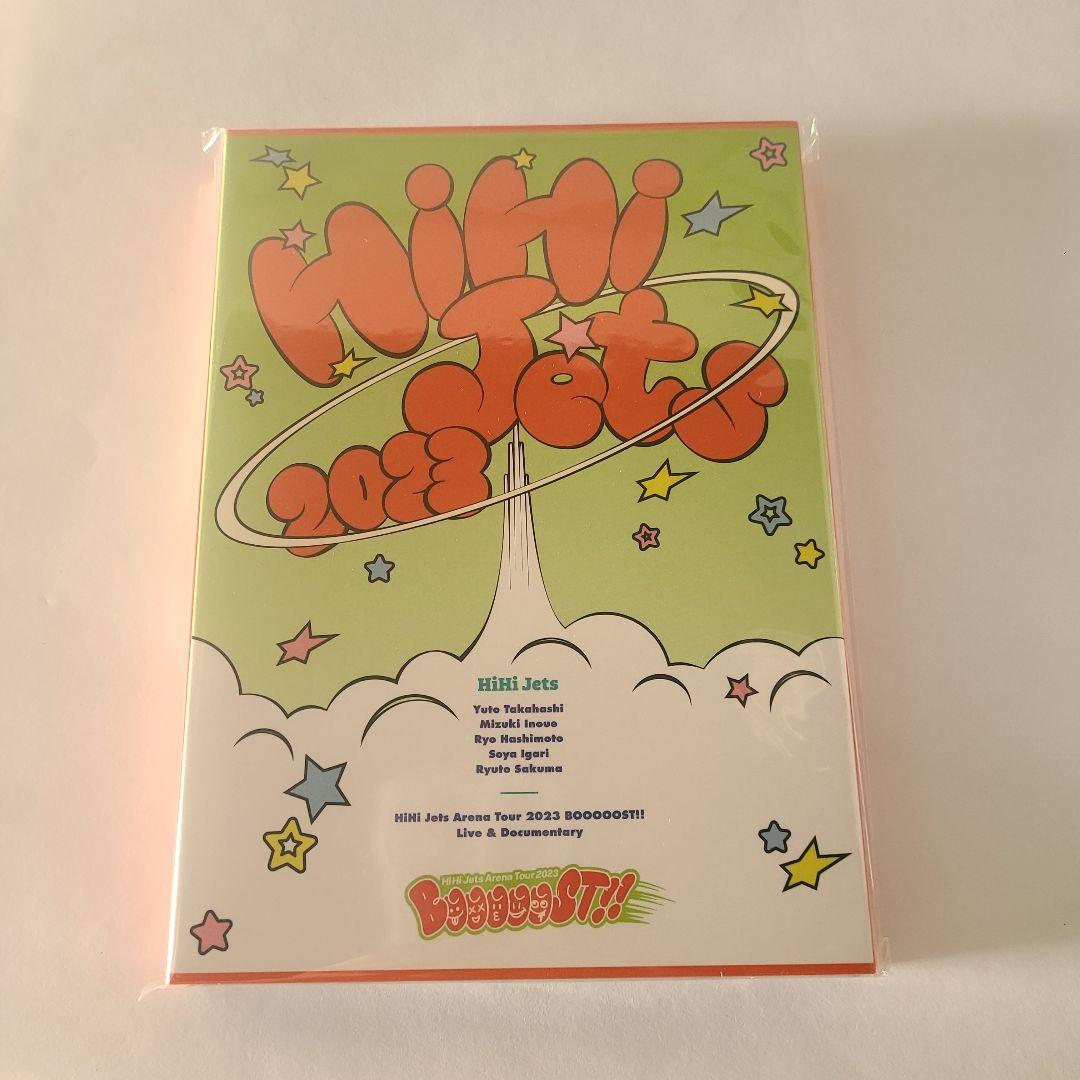 HiHi
Jets
2023
HiHi Jets
Yuto Takahashi
Mizuki Inoue
Ryo Hashimoto
Soya Igari
Ryuto Sakuma
HiHi Jets Arena Tour 2023 BOOOOOST!!
Live & Documentary
HiHi Jets Arena Tour 2023
BOOOOOST!!